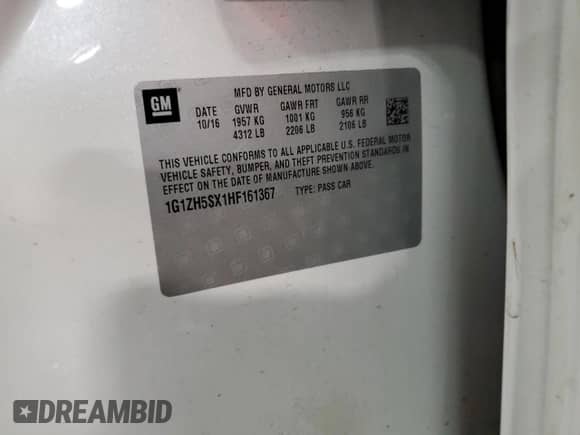 GM
MFD BY GENERAL MOTORS LLC
DATE GVWR GAWR FRT GAWR RR
10/16 1957 KG 1001 KG 956 KG
4312 LB 2206 LB 2106 LB
THIS VEHICLE CONFORMS TO ALL APPLICABLE U.S. FEDERAL MOTOR
VEHICLE SAFETY, BUMPER, AND THEFT PREVENTION STANDARDS IN
EFFECT ON THE DATE OF MANUFACTURE SHOWN ABOVE.
1G1ZH5SX1HF161367 TYPE: PASS CAR
DREAMBID